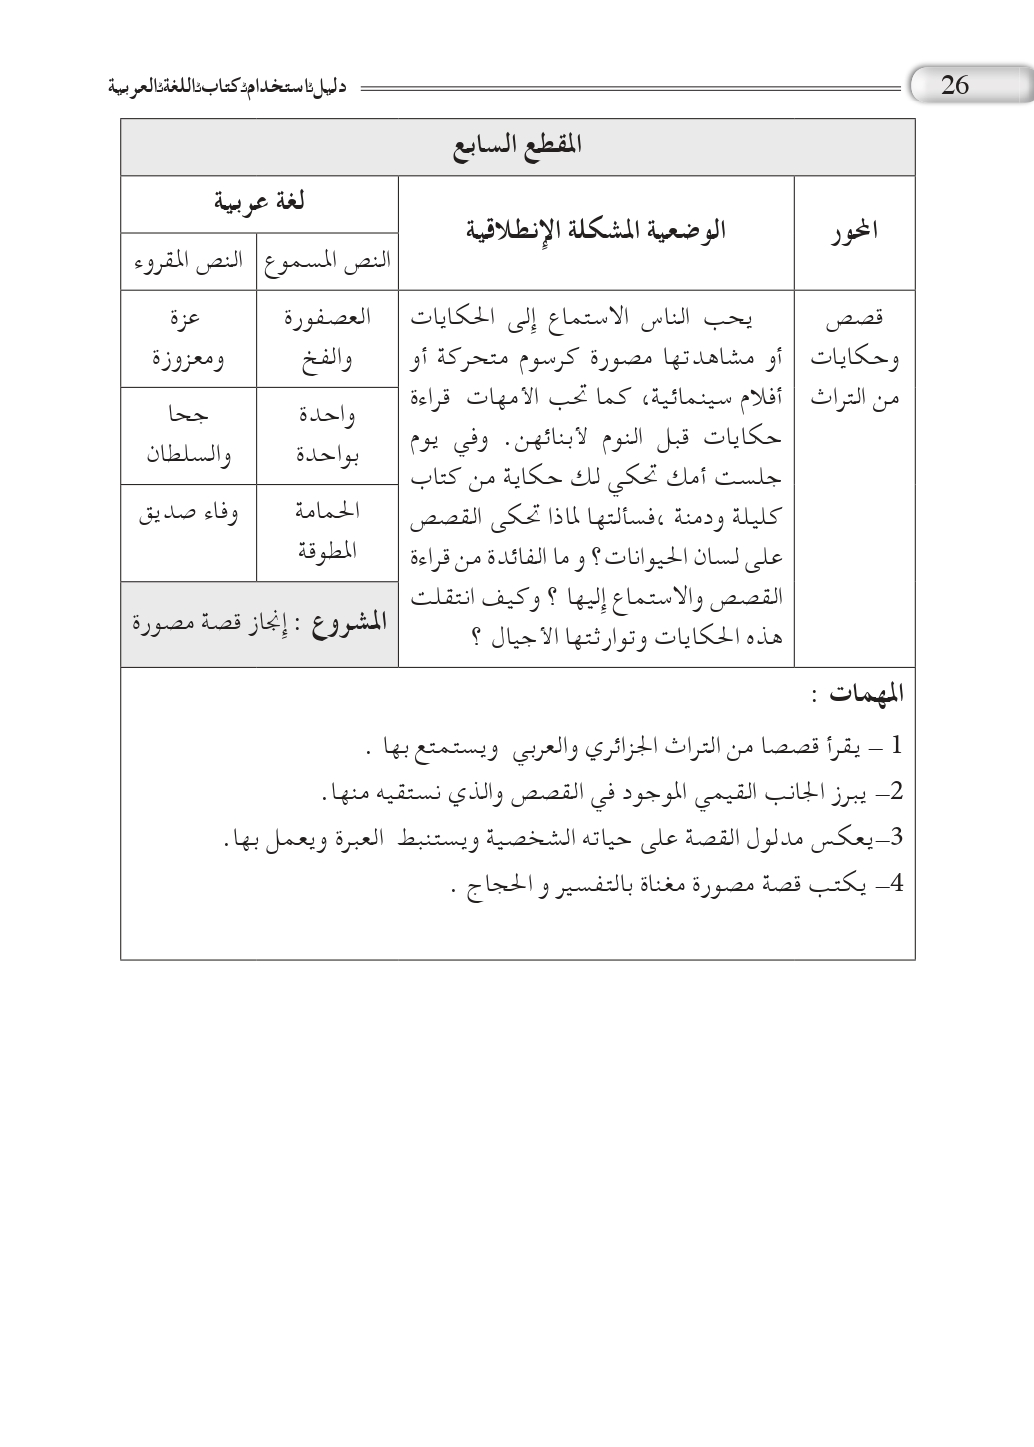 26
دليل استخدام كتاب اللغة العربية
المقطع السابع
المحور
الوضعية المشكلة الإنطلاقية
لغة عربية
النص المسموع
النص المقروء
قصص
وحكايات
من التراث
يحب الناس الاستماع إلى الحكايات
أو مشاهدتها مصورة كرسوم متحركة أو
أفلام سينمائية، كما تحب الأمهات قراءة
حكايات قبل النوم لأبنائهن. وفي يوم
جلست أمك تحكي لك حكاية من كتاب
كليلة ودمنة ،فسألتها لماذا تحكى القصص
على لسان الحيوانات؟ و ما الفائدة من قراءة
القصص والاستماع إليها ؟ وكيف انتقلت
هذه الحكايات وتوارثتها الأجيال ؟
العصفورة
والفخ
عزة
ومعزوزة
واحدة
بواحدة
جحا
والسلطان
الحمامة
المطوقة
وفاء صديق
المشروع : إنجاز قصة مصورة
المهمات :
1 – يقرأ قصصا من التراث الجزائري والعربي ويستمتع بها .
2– يبرز الجانب القيمي الموجود في القصص والذي نستقيه منها.
3–يعكس مدلول القصة على حياته الشخصية ويستنبط العبرة ويعمل بها.
4– يكتب قصة مصورة مغناة بالتفسير و الحجاج .